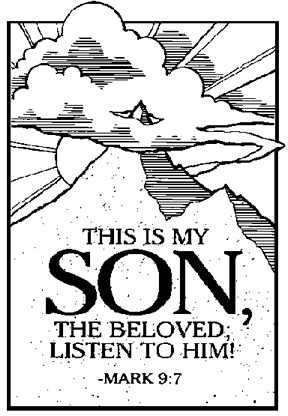 THIS IS MY
SON,
THE BELOVED;
LISTEN TO HIM!
-MARK 9:7